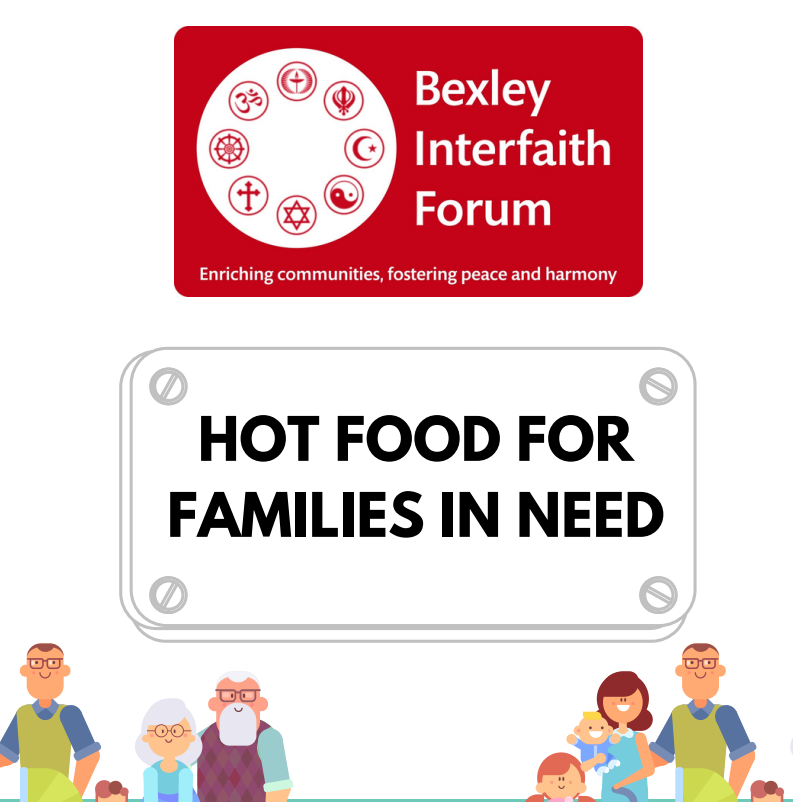 Bexley
Interfaith
Forum
Enriching communities, fostering peace and harmony
HOT FOOD FOR
FAMILIES IN NEED